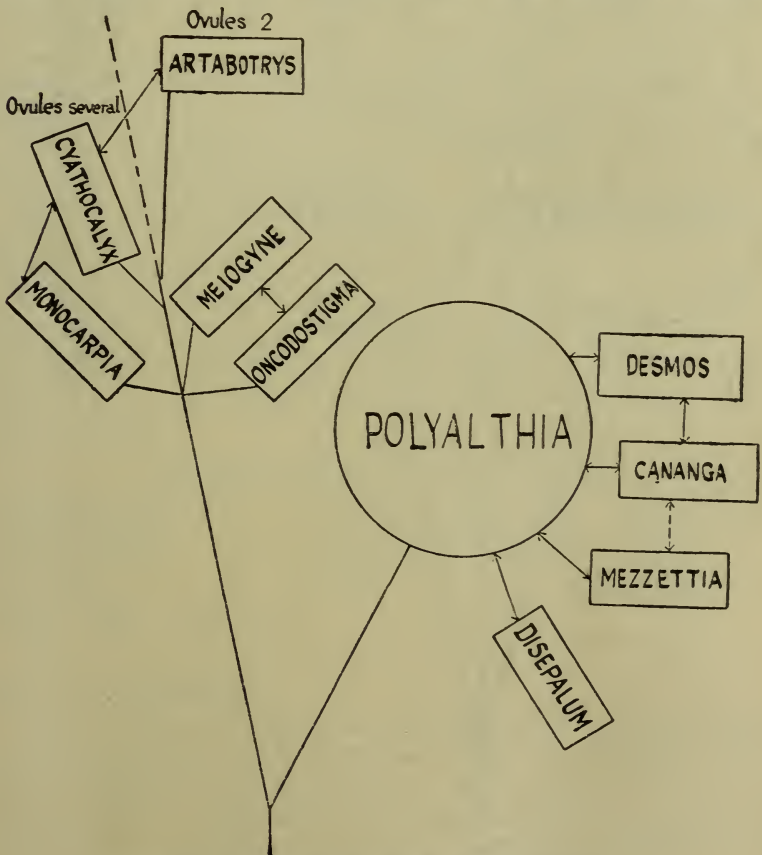 Ovules 2
ARTABOTRYS
Ovules several
CYATHOCALYX
MONOCARPIA
MEIOGYNE
ONCODOSTIGMA
POLYALTHIA
DESMOS
CANANGA
MEZZETTIA
DISEPALUM